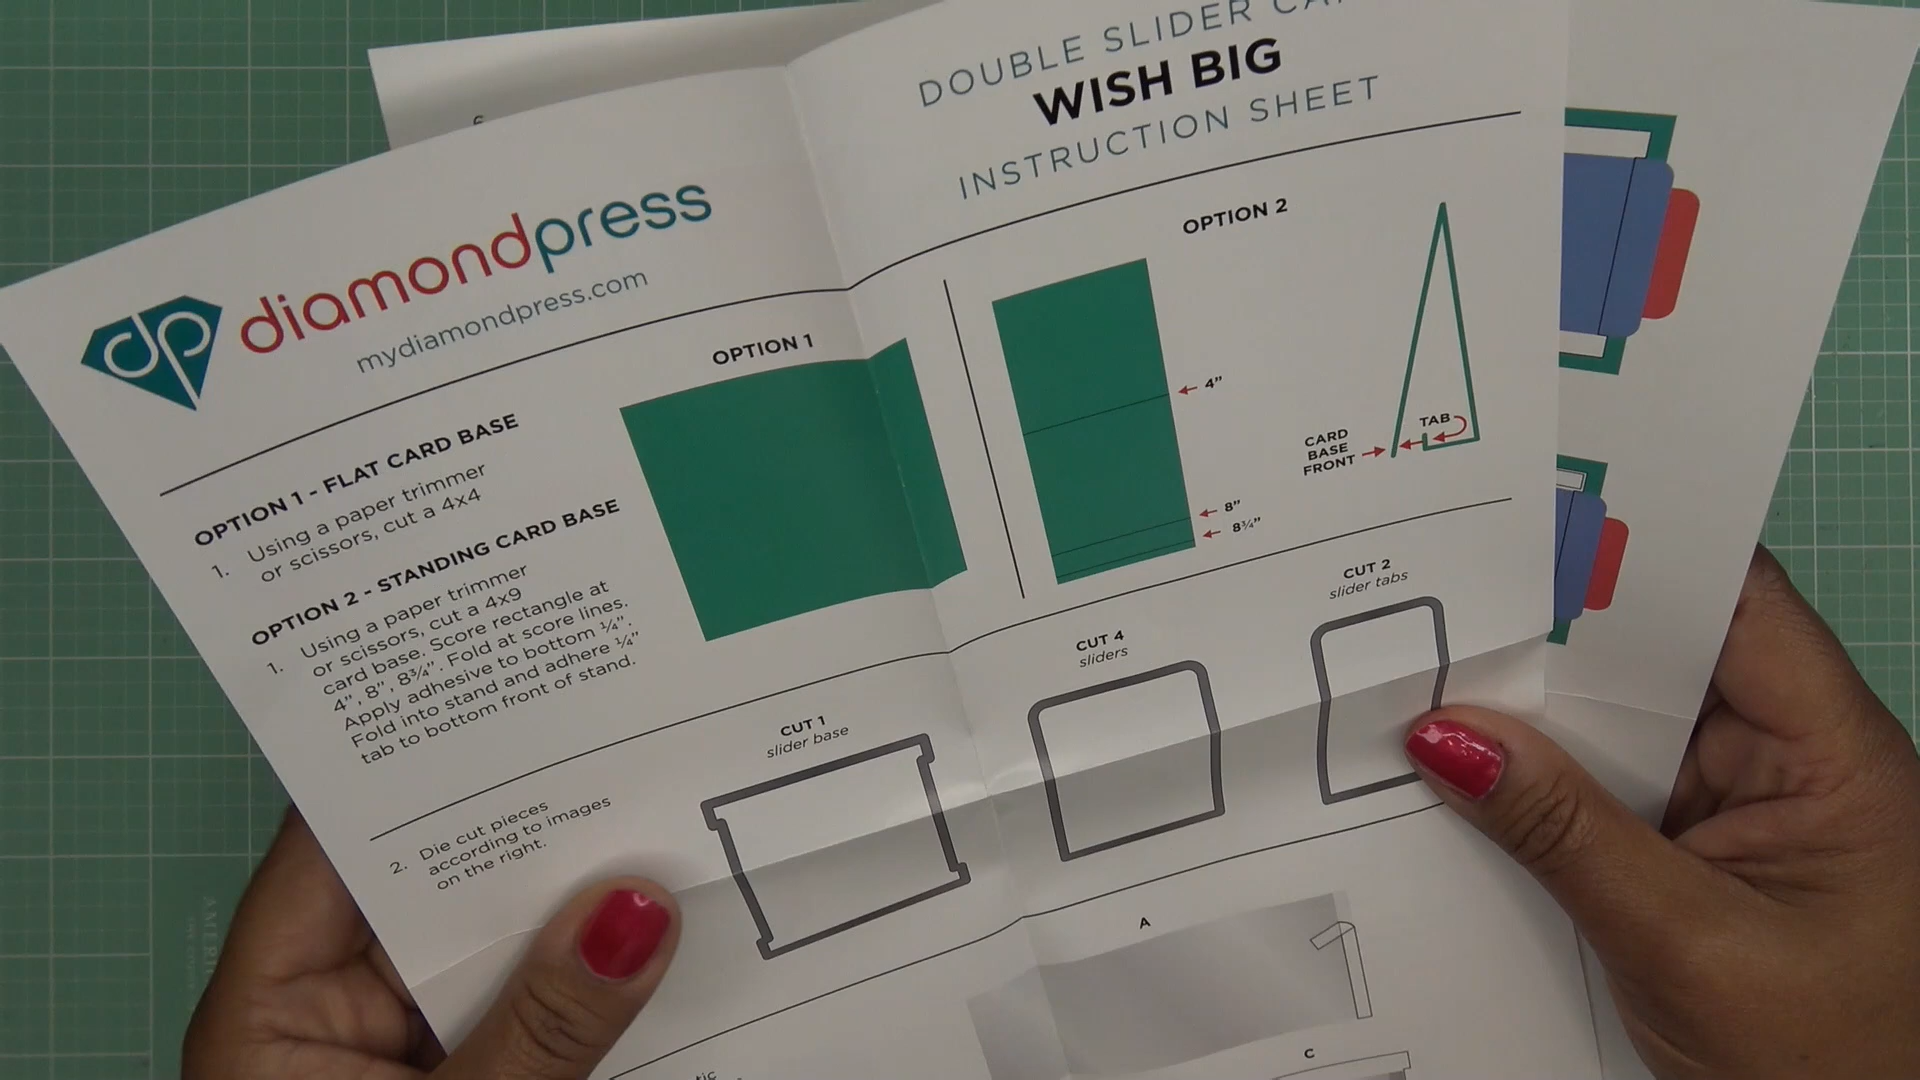 DOUBLE SLIDER
WISH BIG
INSTRUCTION SHEET
dp diamondpress
mydiamondpress.com
OPTION 1 - FLAT CARD BASE
1. Using a paper trimmer
or scissors, cut a 4x4
OPTION 2 - STANDING CARD BASE
1. Using a paper trimmer
or scissors, cut a 4x9
card base. Score rectangle at
4", 8", 8¾". Fold at score lines.
Apply adhesive to bottom ¼".
Fold into stand and adhere ¼"
tab to bottom front of stand.
OPTION 1
OPTION 2
4"
8"
8¾"
CARD
BASE
FRONT
TAB
2. Die cut pieces
according to images
on the right.
CUT 1
slider base
CUT 4
sliders
CUT 2
slider tabs
A
C